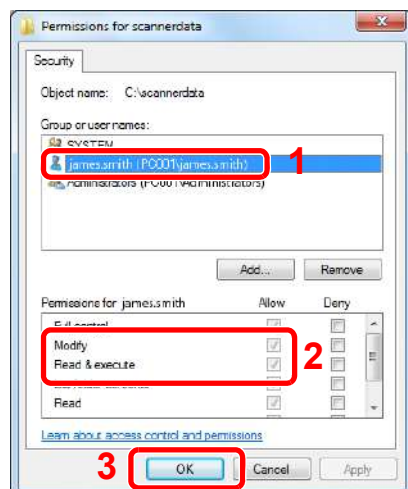 Permissions for scannerdata
Security
Object name: C:\scannerdata
Group or user names:
SYSTEM
james.smith (PC001\james.smith) 1
Administrators (PC001\Administrators)
Add... Remove
Permissions for james.smith Allow Deny
Full control
Modify
Read & execute 2
Read
Learn about access control and permissions
3 OK Cancel Apply